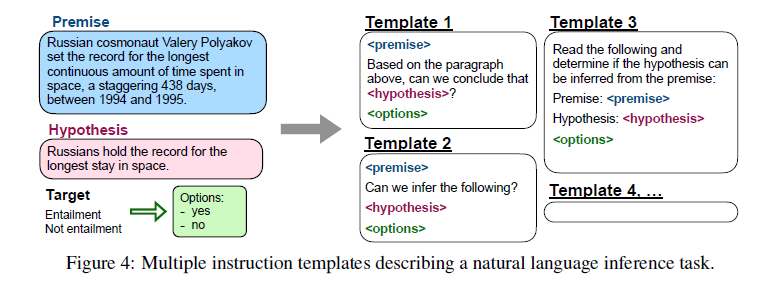 Premise
Russian cosmonaut Valery Polyakov
set the record for the longest
continuous amount of time spent in
space, a staggering 438 days,
between 1994 and 1995.
Hypothesis
Russians hold the record for the
longest stay in space.
Target
Entailment
Not entailment
Options:
- yes
- no
Template 1
<premise>
Based on the paragraph
above, can we conclude that
<hypothesis>?
<options>
Template 2
<premise>
Can we infer the following?
<hypothesis>
<options>
Template 3
Read the following and
determine if the hypothesis can
be inferred from the premise:
Premise: <premise>
Hypothesis: <hypothesis>
<options>
Template 4, ...
Figure 4: Multiple instruction templates describing a natural language inference task.